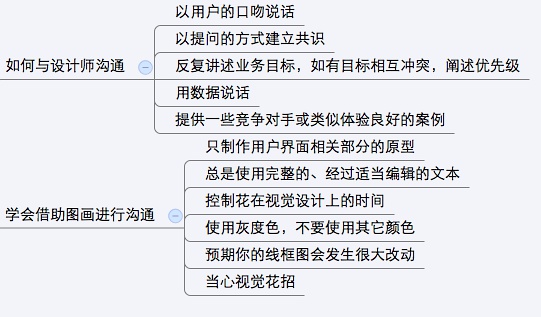 如何与设计师沟通
以用户的口吻说话
以提问的方式建立共识
反复讲述业务目标，如有目标相互冲突，阐述优先级
用数据说话
提供一些竞争对手或类似体验良好的案例
学会借助图画进行沟通
只制作用户界面相关部分的原型
总是使用完整的、经过适当编辑的文本
控制花在视觉设计上的时间
使用灰度色，不要使用其它颜色
预期你的线框图会发生很大改动
当心视觉花招